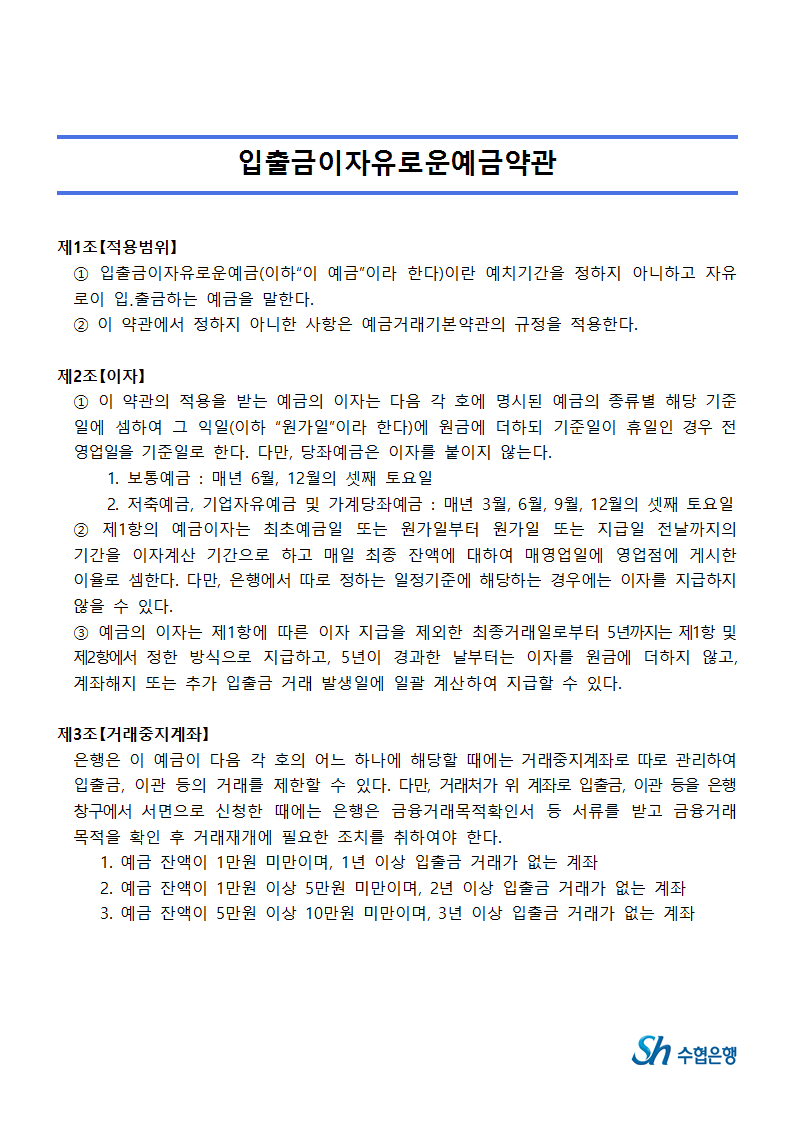 입출금이자유로운예금약관
제1조【적용범위】
① 입출금이자유로운예금(이하“이 예금”이라 한다)이란 예치기간을 정하지 아니하고 자유
로이 입.출금하는 예금을 말한다.
② 이 약관에서 정하지 아니한 사항은 예금거래기본약관의 규정을 적용한다.
제2조【이자】
① 이 약관의 적용을 받는 예금의 이자는 다음 각 호에 명시된 예금의 종류별 해당 기준
일에 셈하여 그 익일(이하 “원가일”이라 한다)에 원금에 더하되 기준일이 휴일인 경우 전
영업일을 기준일로 한다. 다만, 당좌예금은 이자를 붙이지 않는다.
1. 보통예금 : 매년 6월, 12월의 셋째 토요일
2. 저축예금, 기업자유예금 및 가계당좌예금 : 매년 3월, 6월, 9월, 12월의 셋째 토요일
② 제1항의 예금이자는 최초예금일 또는 원가일부터 원가일 또는 지급일 전날까지의
기간을 이자계산 기간으로 하고 매일 최종 잔액에 대하여 매영업일에 영업점에 게시한
이율로 셈한다. 다만, 은행에서 따로 정하는 일정기준에 해당하는 경우에는 이자를 지급하지
않을 수 있다.
③ 예금의 이자는 제1항에 따른 이자 지급을 제외한 최종거래일로부터 5년까지는 제1항 및
제2항에서 정한 방식으로 지급하고, 5년이 경과한 날부터는 이자를 원금에 더하지 않고,
계좌해지 또는 추가 입출금 거래 발생일에 일괄 계산하여 지급할 수 있다.
제3조【거래중지계좌】
은행은 이 예금이 다음 각 호의 어느 하나에 해당할 때에는 거래중지계좌로 따로 관리하여
입출금, 이관 등의 거래를 제한할 수 있다. 다만, 거래처가 위 계좌로 입출금, 이관 등을 은행
창구에서 서면으로 신청한 때에는 은행은 금융거래목적확인서 등 서류를 받고 금융거래
목적을 확인 후 거래재개에 필요한 조치를 취하여야 한다.
1. 예금 잔액이 1만원 미만이며, 1년 이상 입출금 거래가 없는 계좌
2. 예금 잔액이 1만원 이상 5만원 미만이며, 2년 이상 입출금 거래가 없는 계좌
3. 예금 잔액이 5만원 이상 10만원 미만이며, 3년 이상 입출금 거래가 없는 계좌
Sh 수협은행